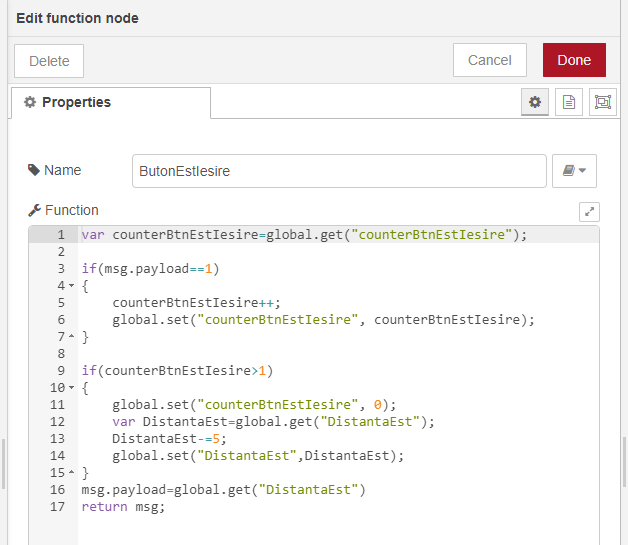 Edit function node
Delete
Cancel
Done
Properties
Name
ButonEstIesire
Function
1 var counterBtnEstIesire=global.get("counterBtnEstIesire");
2
3 if(msg.payload==1)
4 {
5     counterBtnEstIesire++;
6     global.set("counterBtnEstIesire", counterBtnEstIesire);
7 }
8
9 if(counterBtnEstIesire>1)
10 {
11     global.set("counterBtnEstIesire", 0);
12     var DistantaEst=global.get("DistantaEst");
13     DistantaEst-=5;
14     global.set("DistantaEst",DistantaEst);
15 }
16 msg.payload=global.get("DistantaEst")
17 return msg;